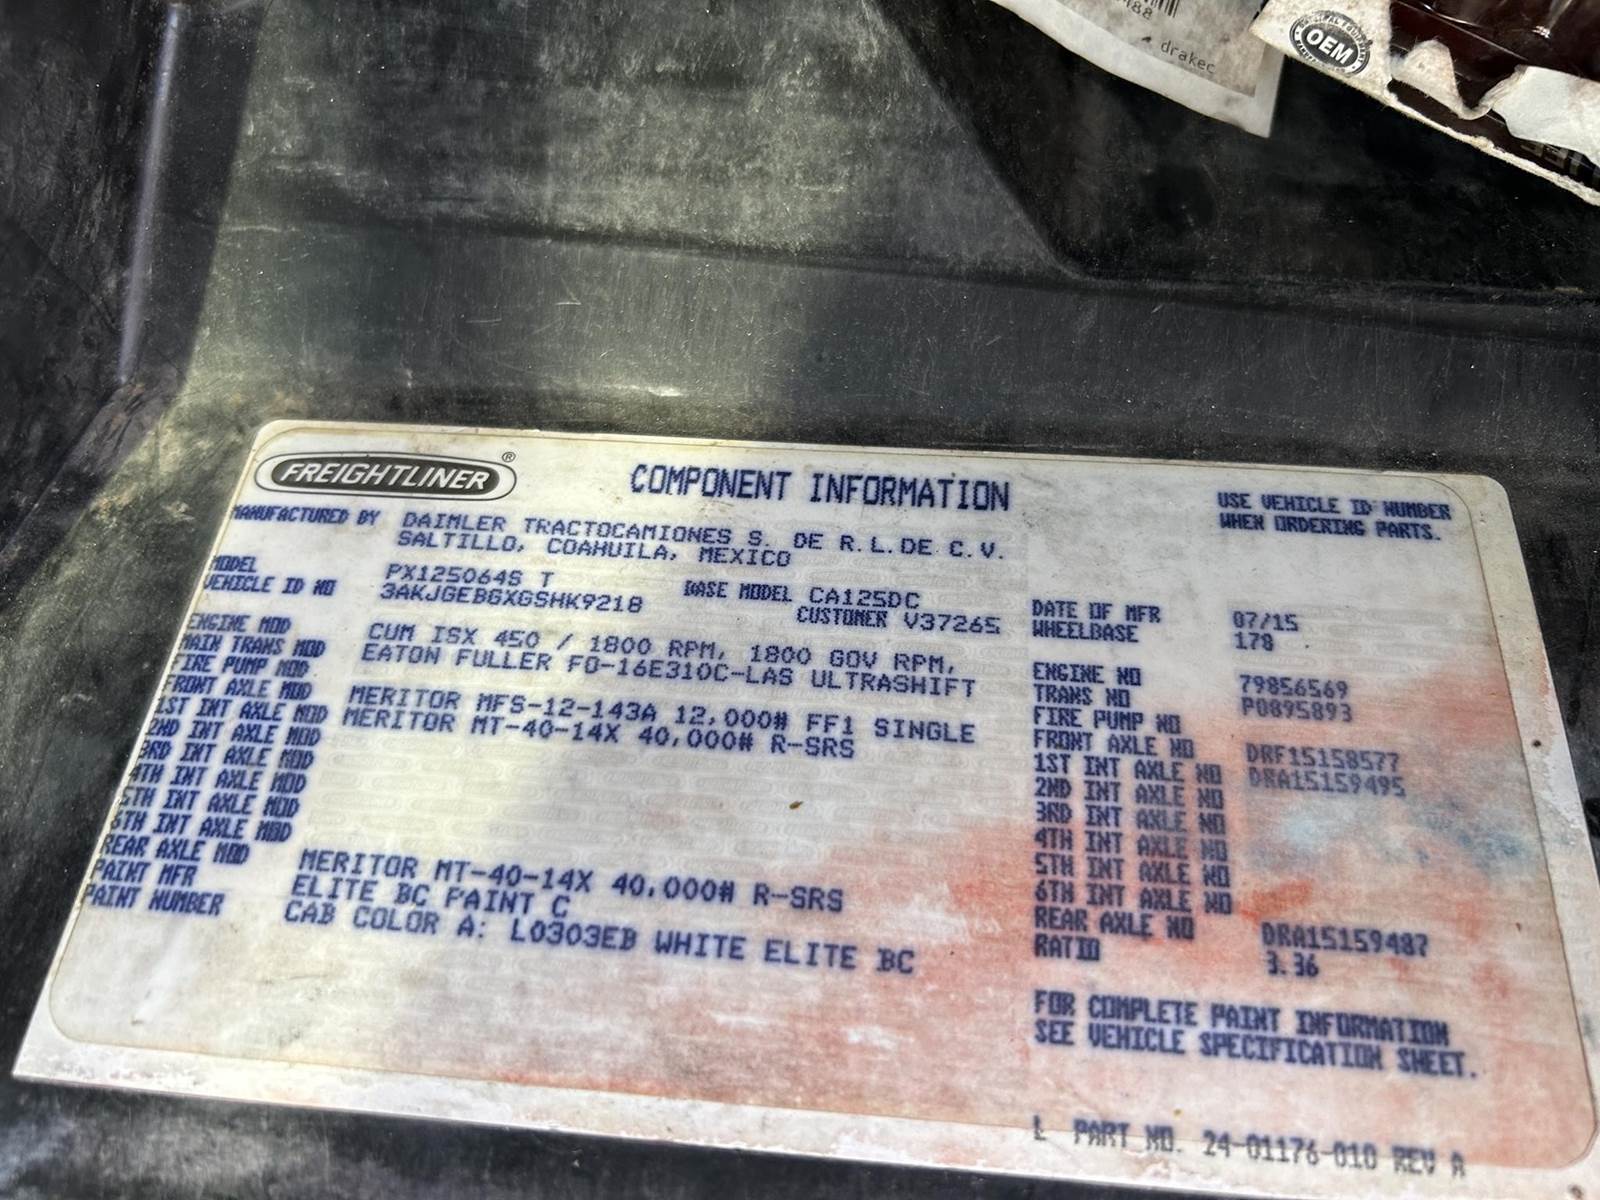 drakec
OEM
FREIGHTLINER®
COMPONENT INFORMATION
USE VEHICLE ID NUMBER
WHEN ORDERING PARTS.
MANUFACTURED BY DAIMLER TRACTOCAMIONES S. DE R.L.DE C.V.
SALTILLO, COAHUILA, MEXICO
MODEL PX125064S T
BASE MODEL CA125DC
VEHICLE ID NO 3AKJGEBGXGSHK9218
CUSTOMER V37265
DATE OF MFR 07/15
WHEELBASE 178
ENGINE MOD CUM ISX 450 / 1800 RPM, 1800 GOV RPM,
MAIN TRANS MOD EATON FULLER FO-16E310C-LAS ULTRASHIFT
FIRE PUMP MOD
FRONT AXLE MOD MERITOR MFS-12-143A 12,000# FF1 SINGLE
1ST INT AXLE MOD MERITOR MT-40-14X 40,000# R-SRS
2ND INT AXLE MOD
3RD INT AXLE MOD
4TH INT AXLE MOD
5TH INT AXLE MOD
6TH INT AXLE MOD
REAR AXLE MOD MERITOR MT-40-14X 40,000# R-SRS
PAINT MFR ELITE BC PAINT C
PAINT NUMBER CAB COLOR A: L0303EB WHITE ELITE BC
ENGINE NO 79856569
TRANS NO P0895893
FIRE PUMP NO
FRONT AXLE NO DRF15158577
1ST INT AXLE NO DRA15159495
2ND INT AXLE NO
3RD INT AXLE NO
4TH INT AXLE NO
5TH INT AXLE NO
6TH INT AXLE NO
REAR AXLE NO DRA15159487
RATIO 3.36
FOR COMPLETE PAINT INFORMATION
SEE VEHICLE SPECIFICATION SHEET.
L PART NO. 24-01176-010 REV A